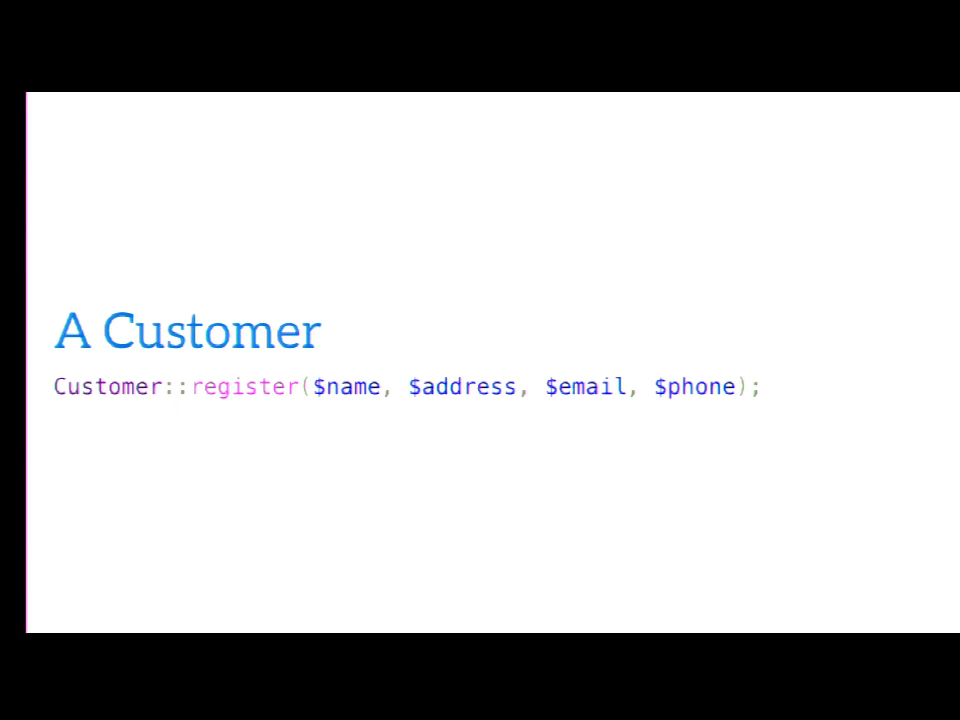 A Customer
Customer::register($name, $address, $email, $phone);